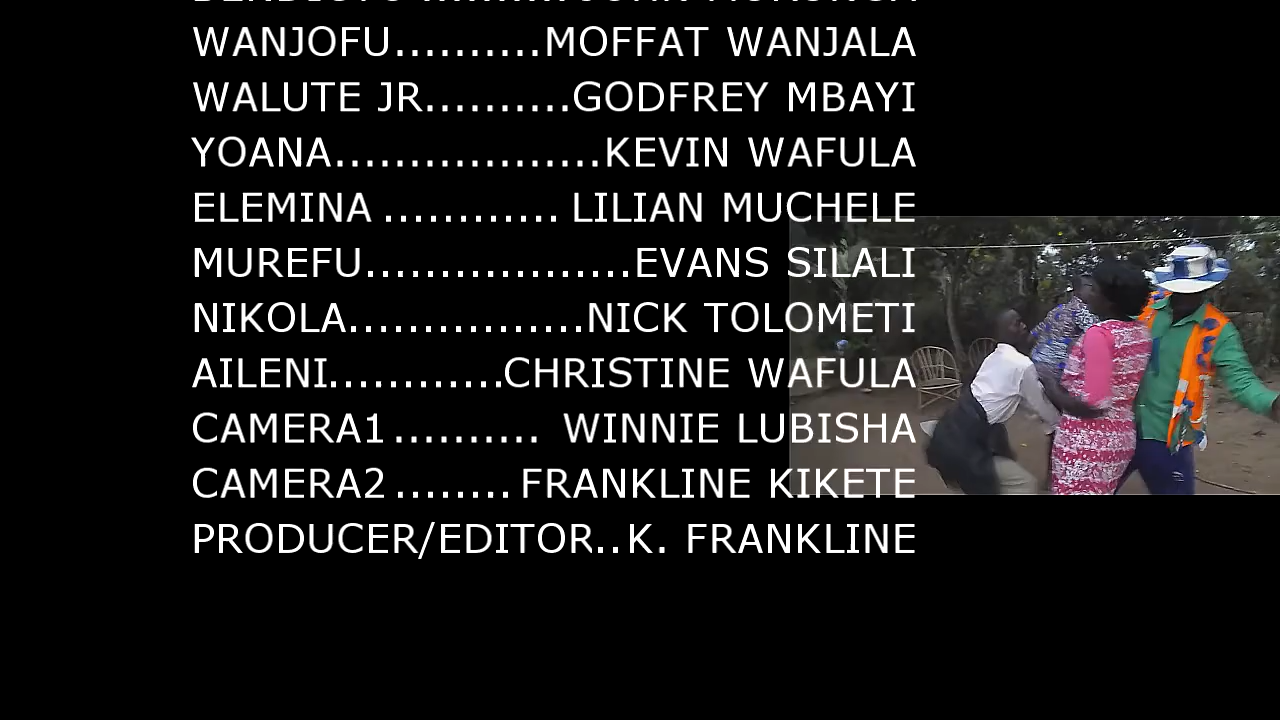 WANJOFU..........MOFFAT WANJALA
WALUTE JR..........GODFREY MBAYI
YOANA..................KEVIN WAFULA
ELEMINA ............ LILIAN MUCHELE
MUREFU..................EVANS SILALI
NIKOLA................NICK TOLOMETI
AILENI............CHRISTINE WAFULA
CAMERA1 .......... WINNIE LUBISHA
CAMERA2 ........ FRANKLINE KIKETE
PRODUCER/EDITOR..K. FRANKLINE